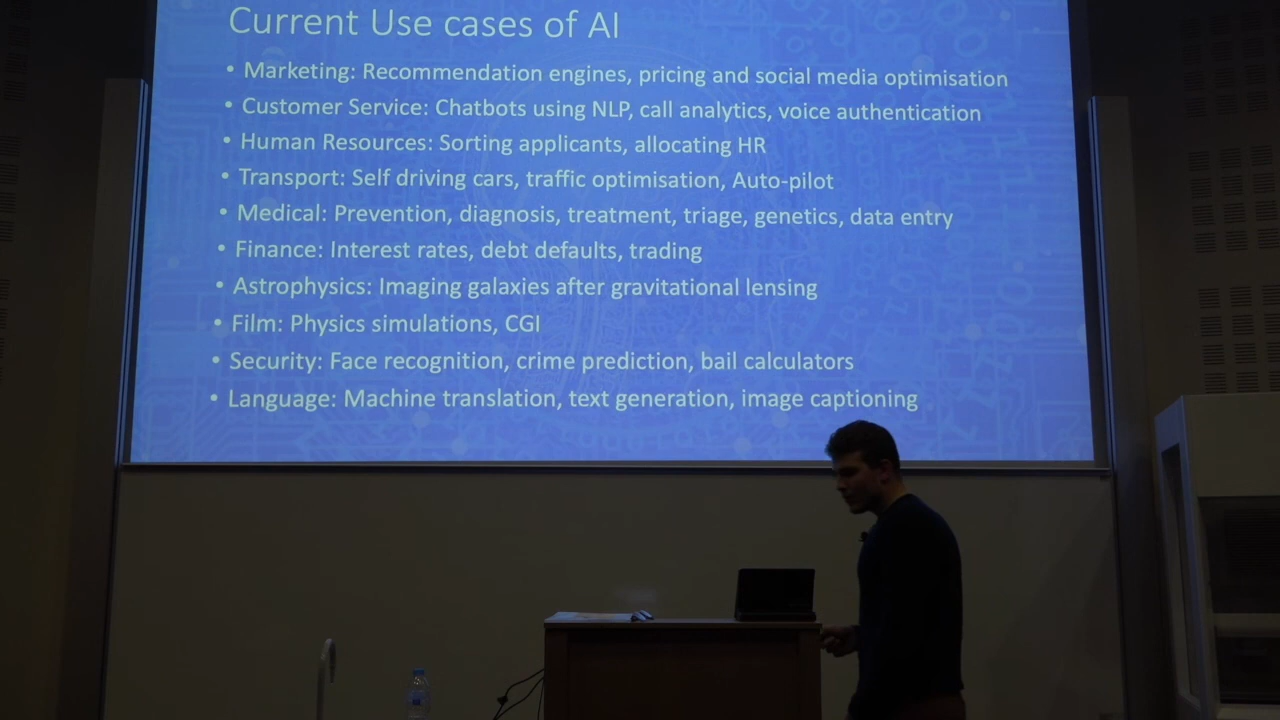 Current Use cases of AI
• Marketing: Recommendation engines, pricing and social media optimisation
• Customer Service: Chatbots using NLP, call analytics, voice authentication
• Human Resources: Sorting applicants, allocating HR
• Transport: Self driving cars, traffic optimisation, Auto-pilot
• Medical: Prevention, diagnosis, treatment, triage, genetics, data entry
• Finance: Interest rates, debt defaults, trading
• Astrophysics: Imaging galaxies after gravitational lensing
• Film: Physics simulations, CGI
• Security: Face recognition, crime prediction, bail calculators
• Language: Machine translation, text generation, image captioning